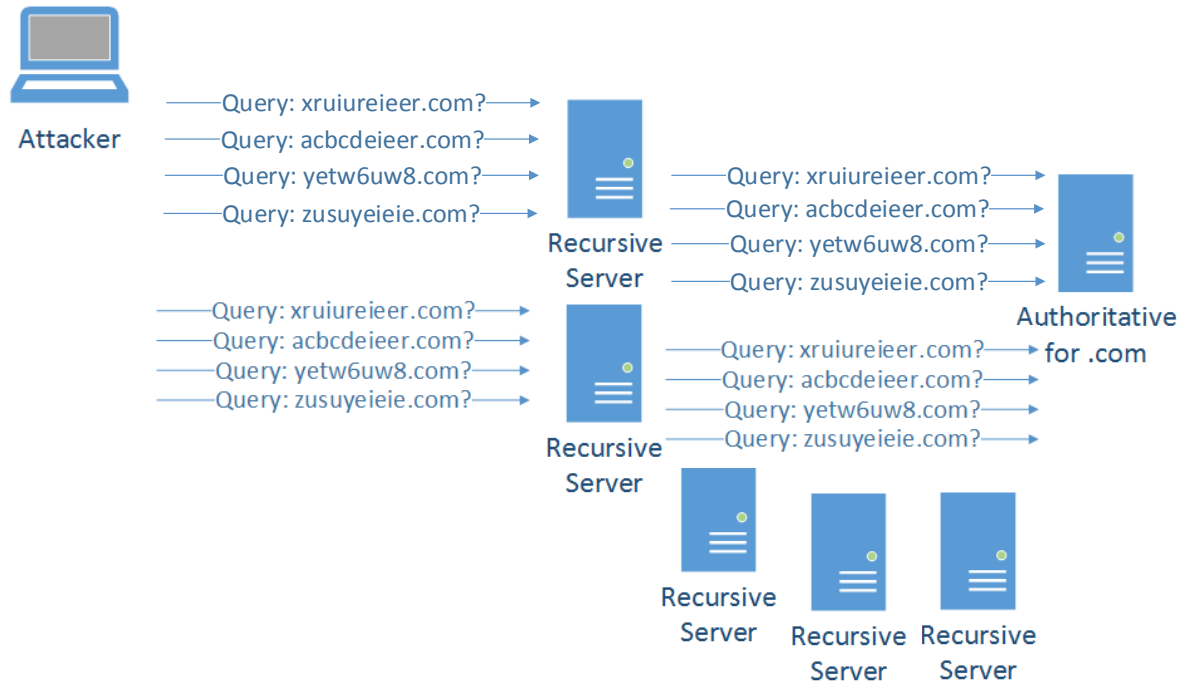 Attacker
Query: xruiureieer.com?
Query: acbcdeieer.com?
Query: yetw6uw8.com?
Query: zusuyeieie.com?
Recursive
Server
Query: xruiureieer.com?
Query: acbcdeieer.com?
Query: yetw6uw8.com?
Query: zusuyeieie.com?
Authoritative
for .com
Query: xruiureieer.com?
Query: acbcdeieer.com?
Query: yetw6uw8.com?
Query: zusuyeieie.com?
Recursive
Server
Query: xruiureieer.com?
Query: acbcdeieer.com?
Query: yetw6uw8.com?
Query: zusuyeieie.com?
Recursive
Server
Recursive
Server
Recursive
Server